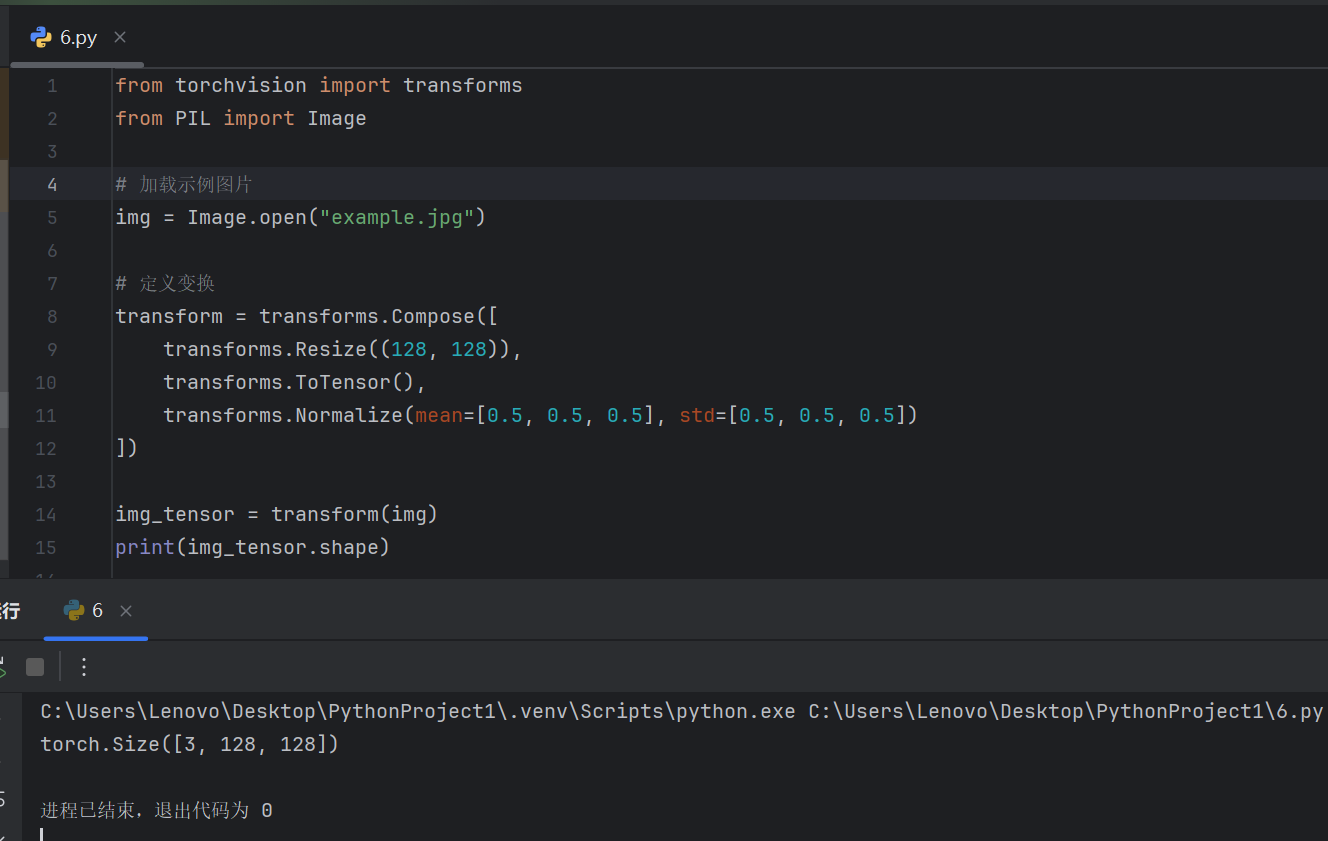 6.py
1 from torchvision import transforms
2 from PIL import Image
3
4 # 加载示例图片
5 img = Image.open("example.jpg")
6
7 # 定义变换
8 transform = transforms.Compose([
9     transforms.Resize((128, 128)),
10     transforms.ToTensor(),
11     transforms.Normalize(mean=[0.5, 0.5, 0.5], std=[0.5, 0.5, 0.5])
12 ])
13
14 img_tensor = transform(img)
15 print(img_tensor.shape)
行 6
C:\Users\Lenovo\Desktop\PythonProject1\.venv\Scripts\python.exe C:\Users\Lenovo\Desktop\PythonProject1\6.py
torch.Size([3, 128, 128])
进程已结束，退出代码为 0